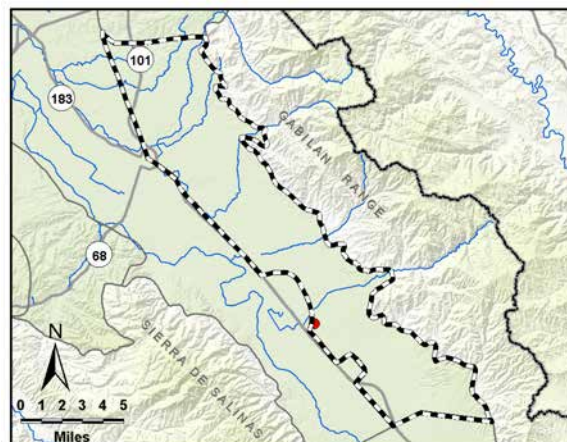 101
183
GABILAN RANGE
68
SIERRA DE SALINAS
N
0 1 2 3 4 5
Miles